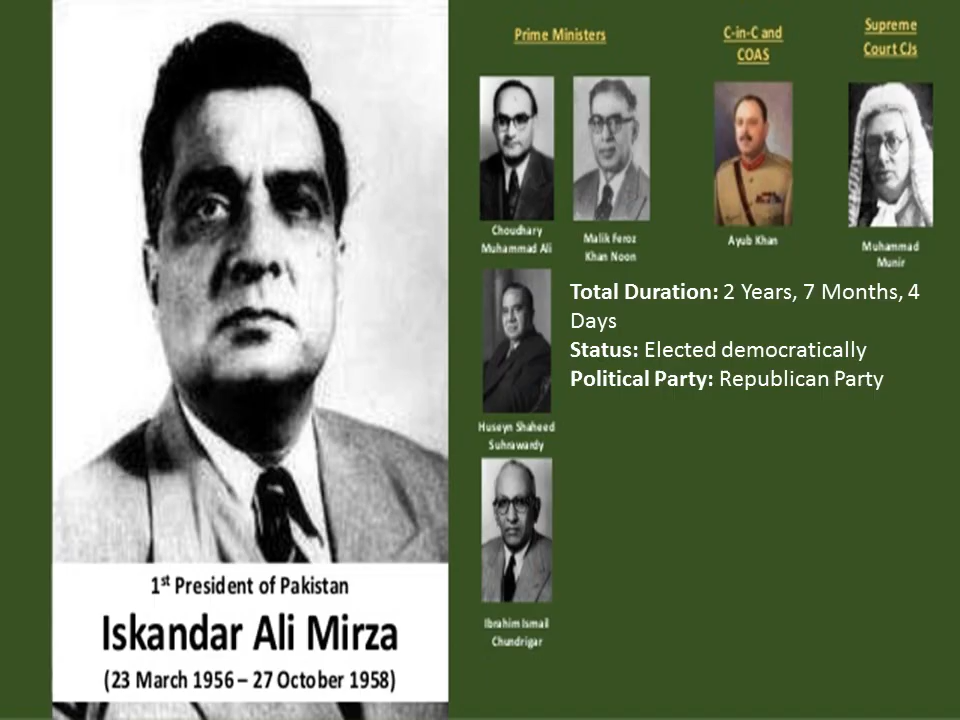 Prime Ministers
C-in-C and
COAS
Supreme
Court CJs
Choudhary
Muhammad Ali
Malik Feroz
Khan Noon
Ayub Khan
Muhammad
Munir
Total Duration: 2 Years, 7 Months, 4
Days
Status: Elected democratically
Political Party: Republican Party
Huseyn Shaheed
Suhrawardy
Ibrahim Ismail
Chundrigar
1st President of Pakistan
Iskandar Ali Mirza
(23 March 1956 – 27 October 1958)